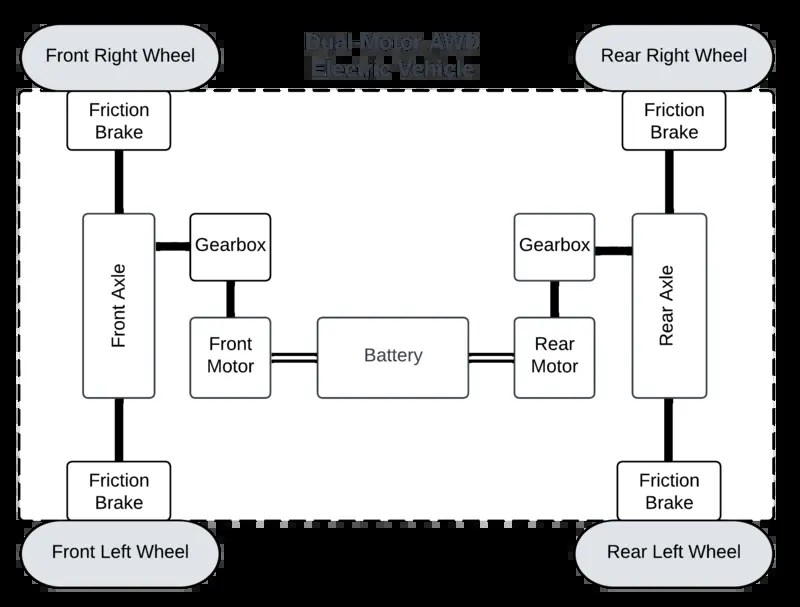 Dual-Motor AWD
Electric Vehicle
Front Right Wheel
Rear Right Wheel
Friction
Brake
Friction
Brake
Gearbox
Gearbox
Front Axle
Rear Axle
Front
Motor
Battery
Rear
Motor
Friction
Brake
Friction
Brake
Front Left Wheel
Rear Left Wheel